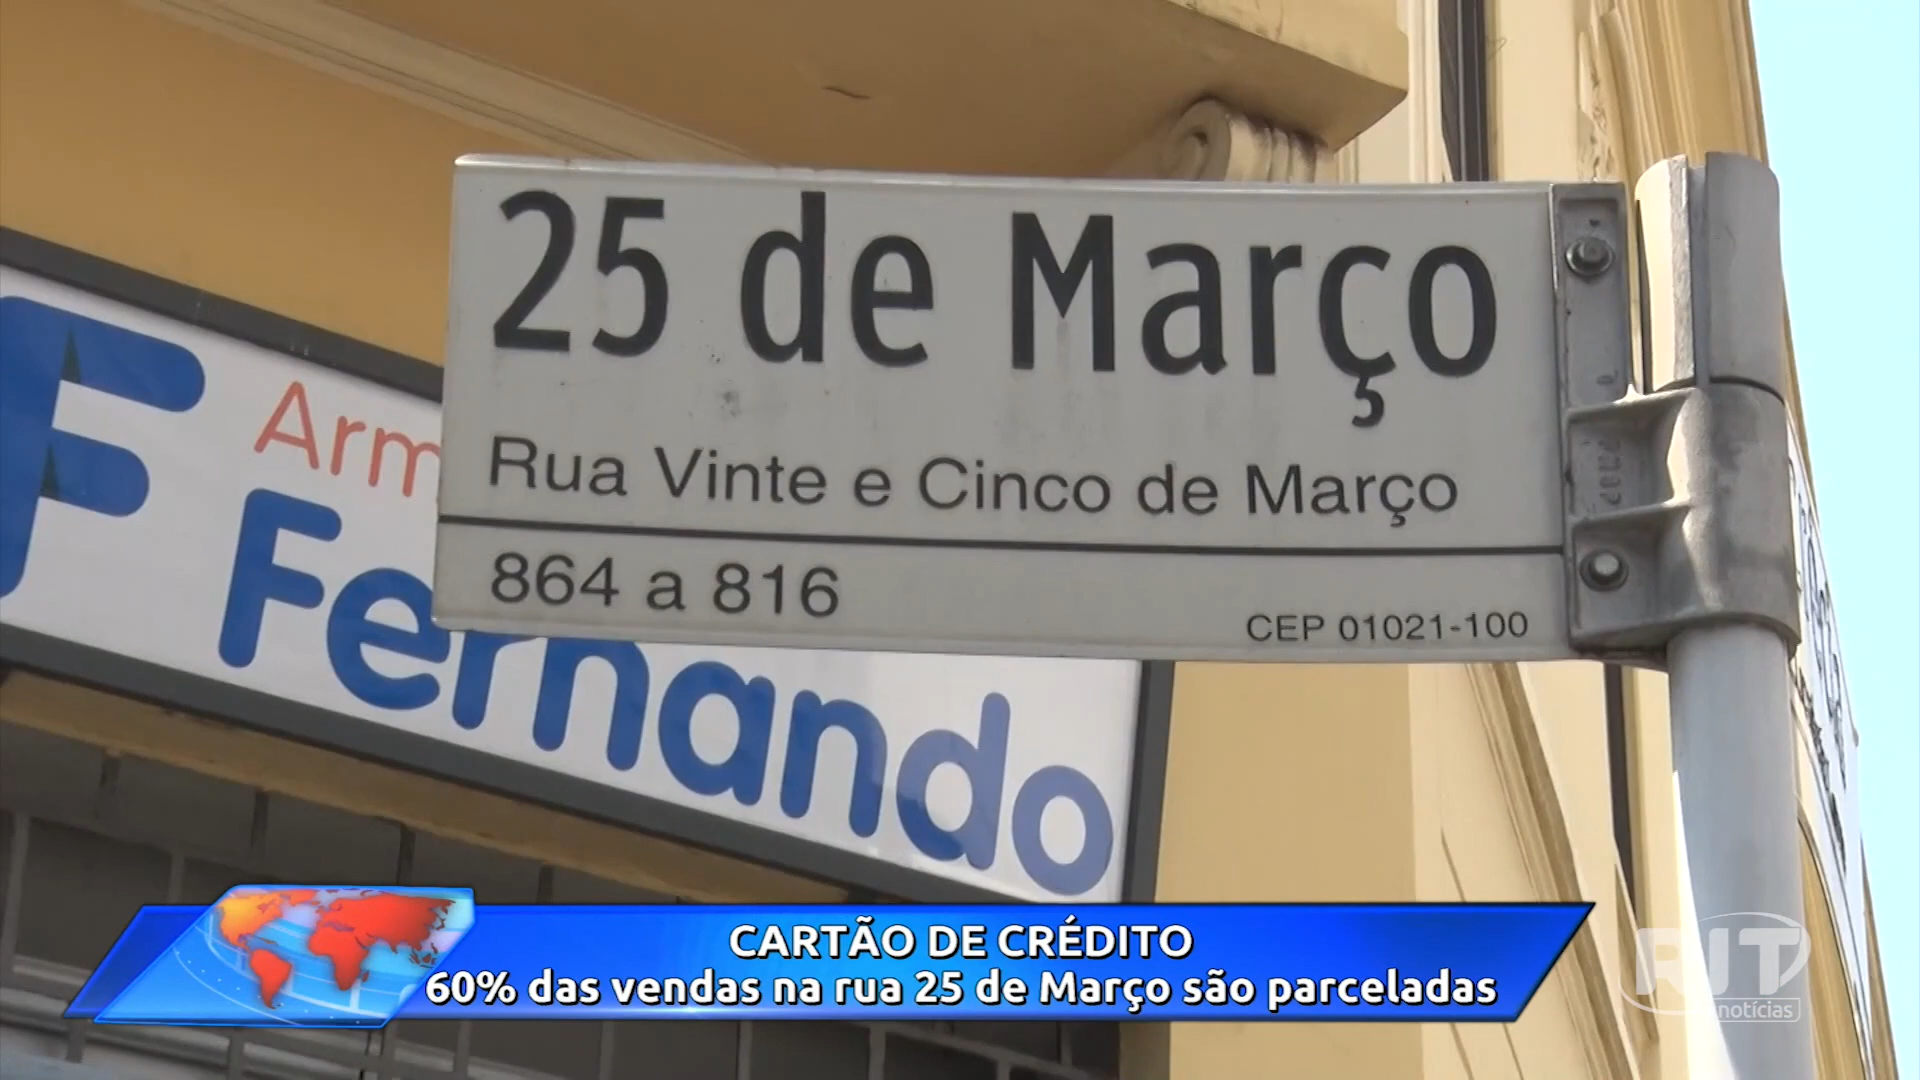 25 de Março
Rua Vinte e Cinco de Março
864 a 816
CEP 01021-100
F
Fernando
CARTÃO DE CRÉDITO
60% das vendas na rua 25 de Março são parceladas
RIT
notícias